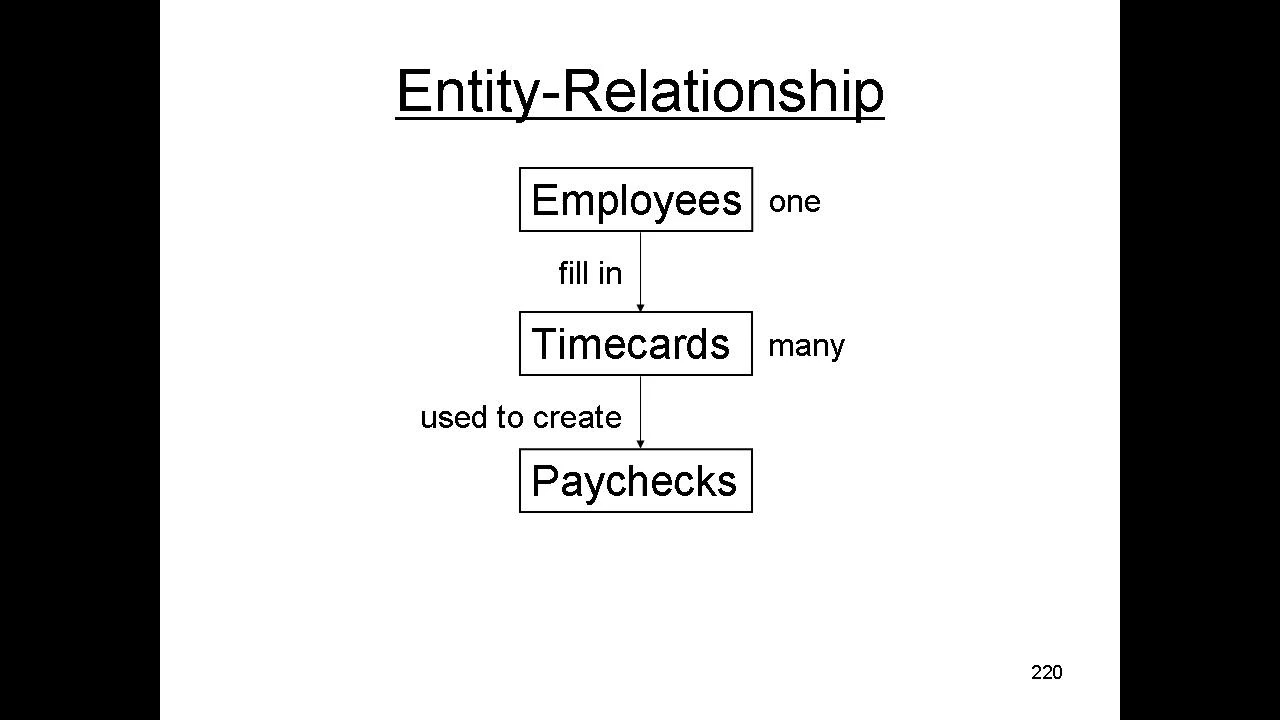 Entity-Relationship
Employees one
fill in
Timecards many
used to create
Paychecks
220